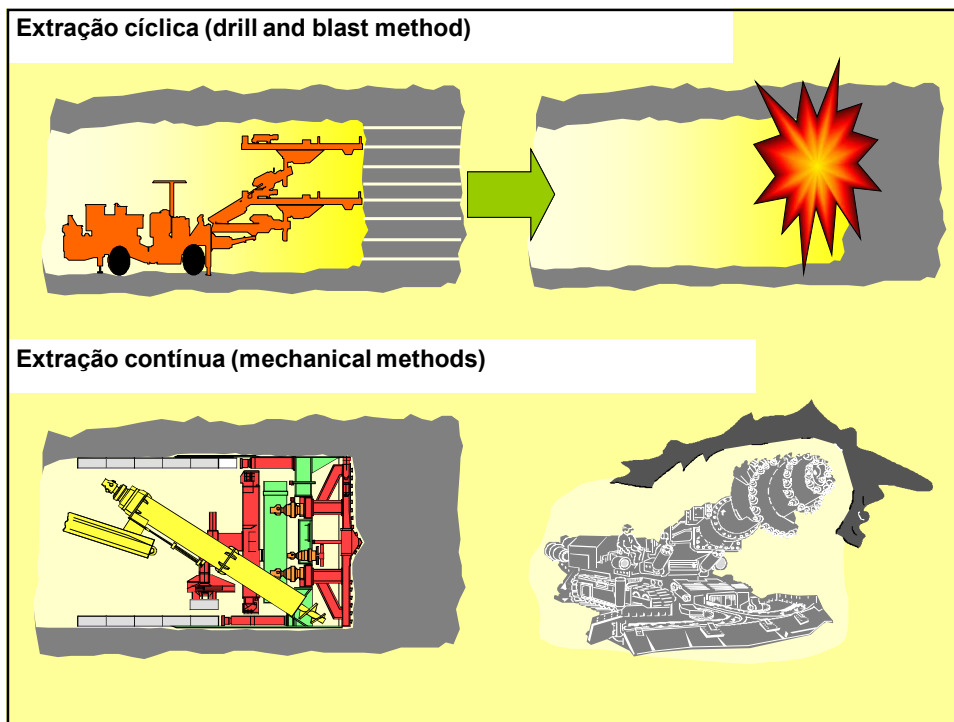 Extração cíclica (drill and blast method)
Extração contínua (mechanical methods)